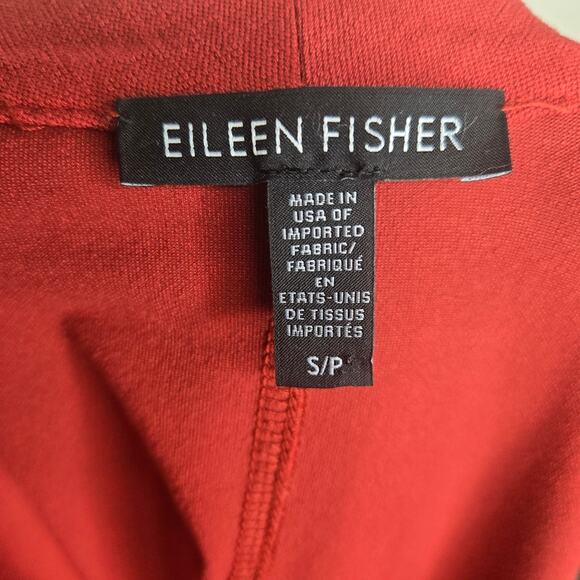 EILEEN FISHER
MADE IN
USA OF
IMPORTED
FABRIC/
FABRIQUÉ
EN
ETATS-UNIS
DE TISSUS
IMPORTÉS
S/P